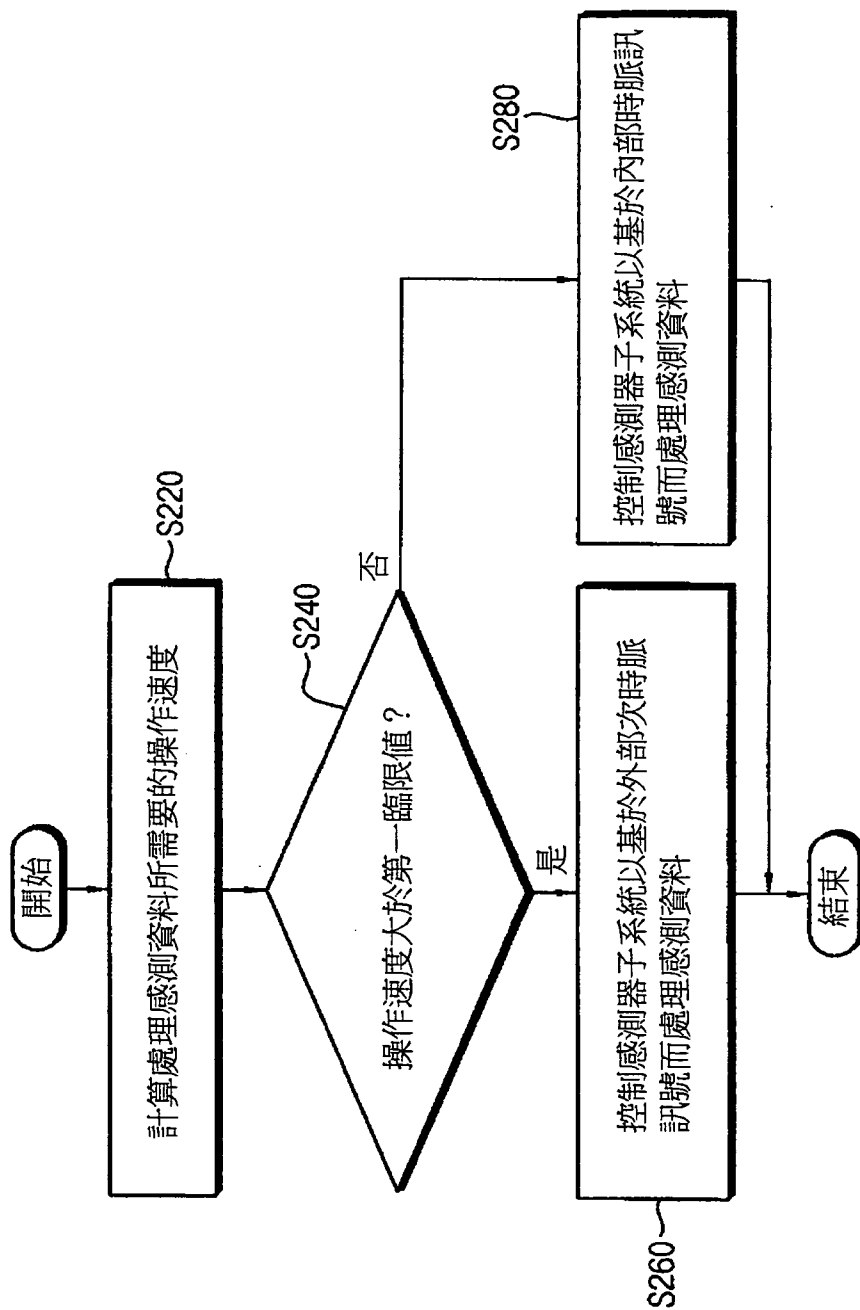 開始
計算處理感測資料所需要的操作速度
S220
操作速度大於第一臨限值？
S240
是
否
控制感測器子系統以基於外部次時脈
訊號而處理感測資料
S260
控制感測器子系統以基於內部時脈訊
號而處理感測資料
S280
結束